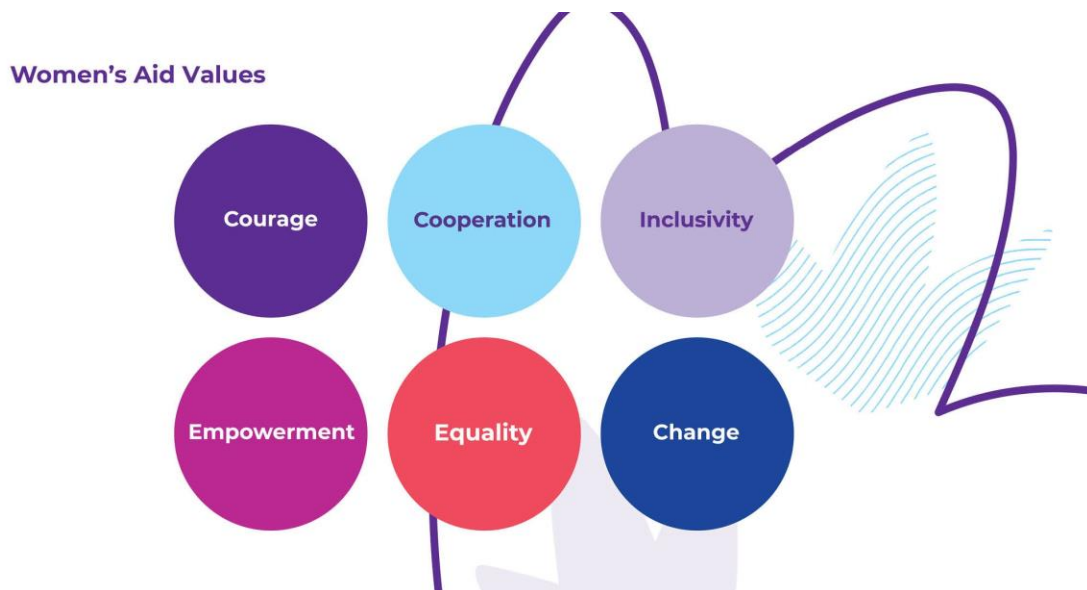 Women’s Aid Values
Courage
Cooperation
Inclusivity
Empowerment
Equality
Change